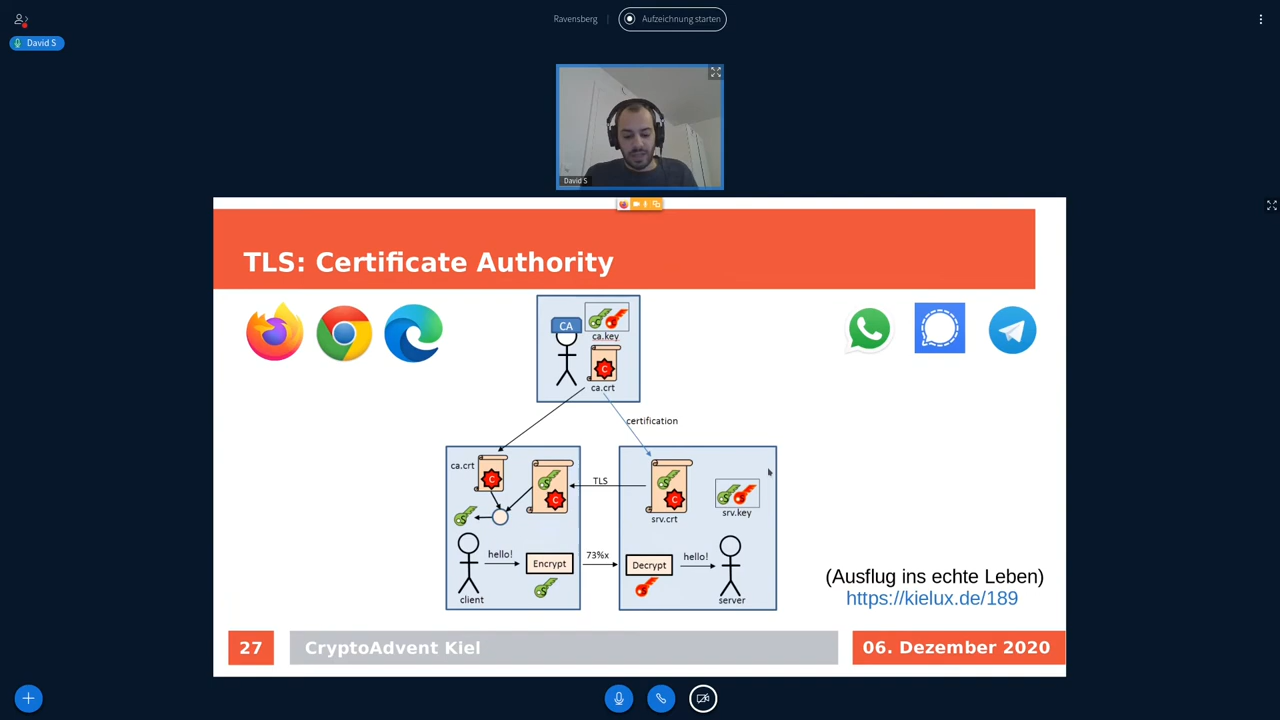 Ravensberg
Aufzeichnung starten
David S
David S
TLS: Certificate Authority
CA
ca.key
C
ca.crt
certification
ca.crt
C
C
TLS
C
srv.crt
srv.key
hello!
Encrypt
73%x
Decrypt
hello!
client
server
(Ausflug ins echte Leben)
https://kielux.de/189
27
CryptoAdvent Kiel
06. Dezember 2020